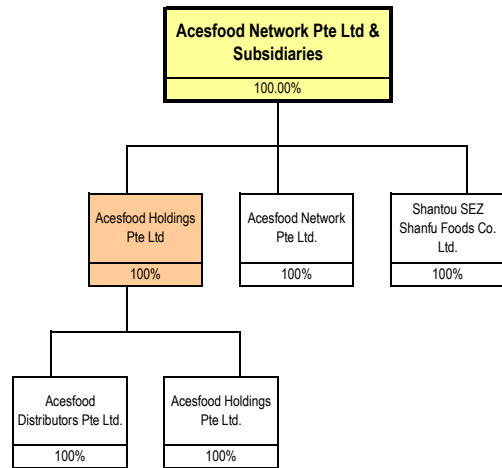 Acesfood Network Pte Ltd &
Subsidiaries
100.00%
Acesfood Holdings
Pte Ltd
100%
Acesfood Network
Pte Ltd.
100%
Shantou SEZ
Shanfu Foods Co.
Ltd.
100%
Acesfood
Distributors Pte Ltd.
100%
Acesfood Holdings
Pte Ltd.
100%